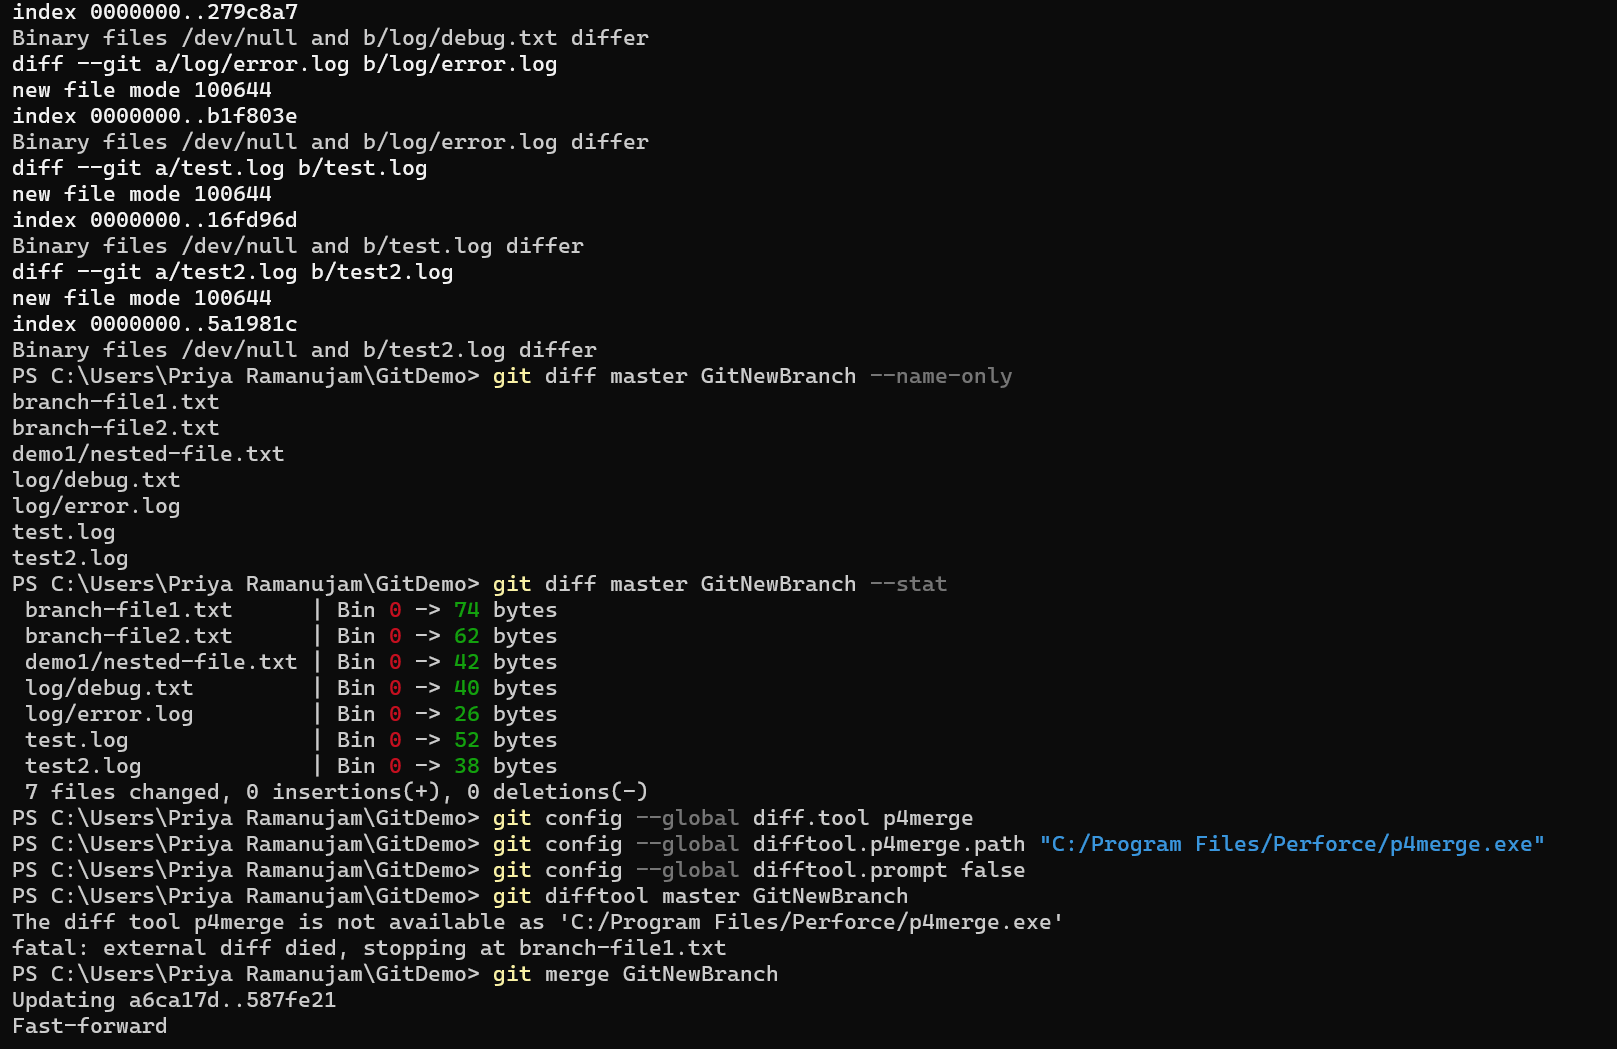 index 0000000..279c8a7
Binary files /dev/null and b/log/debug.txt differ
diff --git a/log/error.log b/log/error.log
new file mode 100644
index 0000000..b1f803e
Binary files /dev/null and b/log/error.log differ
diff --git a/test.log b/test.log
new file mode 100644
index 0000000..16fd96d
Binary files /dev/null and b/test.log differ
diff --git a/test2.log b/test2.log
new file mode 100644
index 0000000..5a1981c
Binary files /dev/null and b/test2.log differ
PS C:\Users\Priya Ramanujam\GitDemo> git diff master GitNewBranch --name-only
branch-file1.txt
branch-file2.txt
demo1/nested-file.txt
log/debug.txt
log/error.log
test.log
test2.log
PS C:\Users\Priya Ramanujam\GitDemo> git diff master GitNewBranch --stat
 branch-file1.txt      | Bin 0 -> 74 bytes
 branch-file2.txt      | Bin 0 -> 62 bytes
 demo1/nested-file.txt | Bin 0 -> 42 bytes
 log/debug.txt         | Bin 0 -> 40 bytes
 log/error.log         | Bin 0 -> 26 bytes
 test.log              | Bin 0 -> 52 bytes
 test2.log             | Bin 0 -> 38 bytes
 7 files changed, 0 insertions(+), 0 deletions(-)
PS C:\Users\Priya Ramanujam\GitDemo> git config --global diff.tool p4merge
PS C:\Users\Priya Ramanujam\GitDemo> git config --global difftool.p4merge.path "C:/Program Files/Perforce/p4merge.exe"
PS C:\Users\Priya Ramanujam\GitDemo> git config --global difftool.prompt false
PS C:\Users\Priya Ramanujam\GitDemo> git difftool master GitNewBranch
The diff tool p4merge is not available as 'C:/Program Files/Perforce/p4merge.exe'
fatal: external diff died, stopping at branch-file1.txt
PS C:\Users\Priya Ramanujam\GitDemo> git merge GitNewBranch
Updating a6ca17d..587fe21
Fast-forward